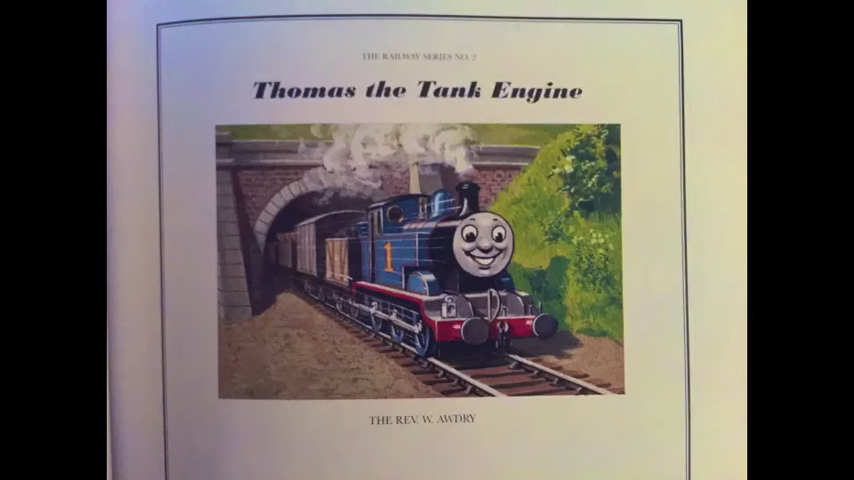 THE RAILWAY SERIES NO. 2
Thomas the Tank Engine
1
THE REV. W. AWDRY